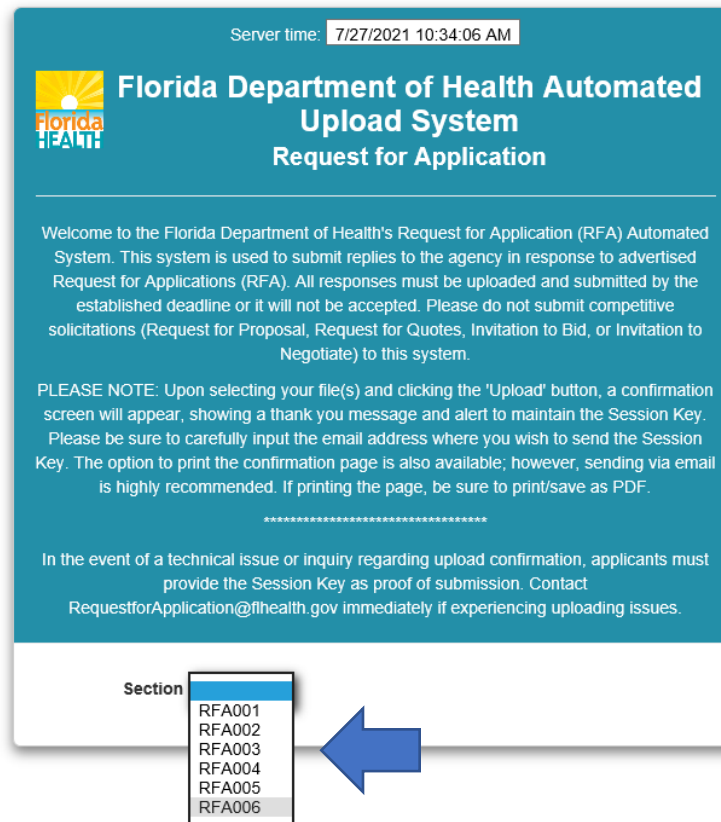 Server time: 7/27/2021 10:34:06 AM
Florida Department of Health Automated
Upload System
Florida
HEALTH
Request for Application
Welcome to the Florida Department of Health's Request for Application (RFA) Automated
System. This system is used to submit replies to the agency in response to advertised
Request for Applications (RFA). All responses must be uploaded and submitted by the
established deadline or it will not be accepted. Please do not submit competitive
solicitations (Request for Proposal, Request for Quotes, Invitation to Bid, or Invitation to
Negotiate) to this system.
PLEASE NOTE: Upon selecting your file(s) and clicking the 'Upload' button, a confirmation
screen will appear, showing a thank you message and alert to maintain the Session Key.
Please be sure to carefully input the email address where you wish to send the Session
Key. The option to print the confirmation page is also available; however, sending via email
is highly recommended. If printing the page, be sure to print/save as PDF.
**********************************
In the event of a technical issue or inquiry regarding upload confirmation, applicants must
provide the Session Key as proof of submission. Contact
RequestforApplication@flhealth.gov immediately if experiencing uploading issues.
Section
RFA001
RFA002
RFA003
RFA004
RFA005
RFA006